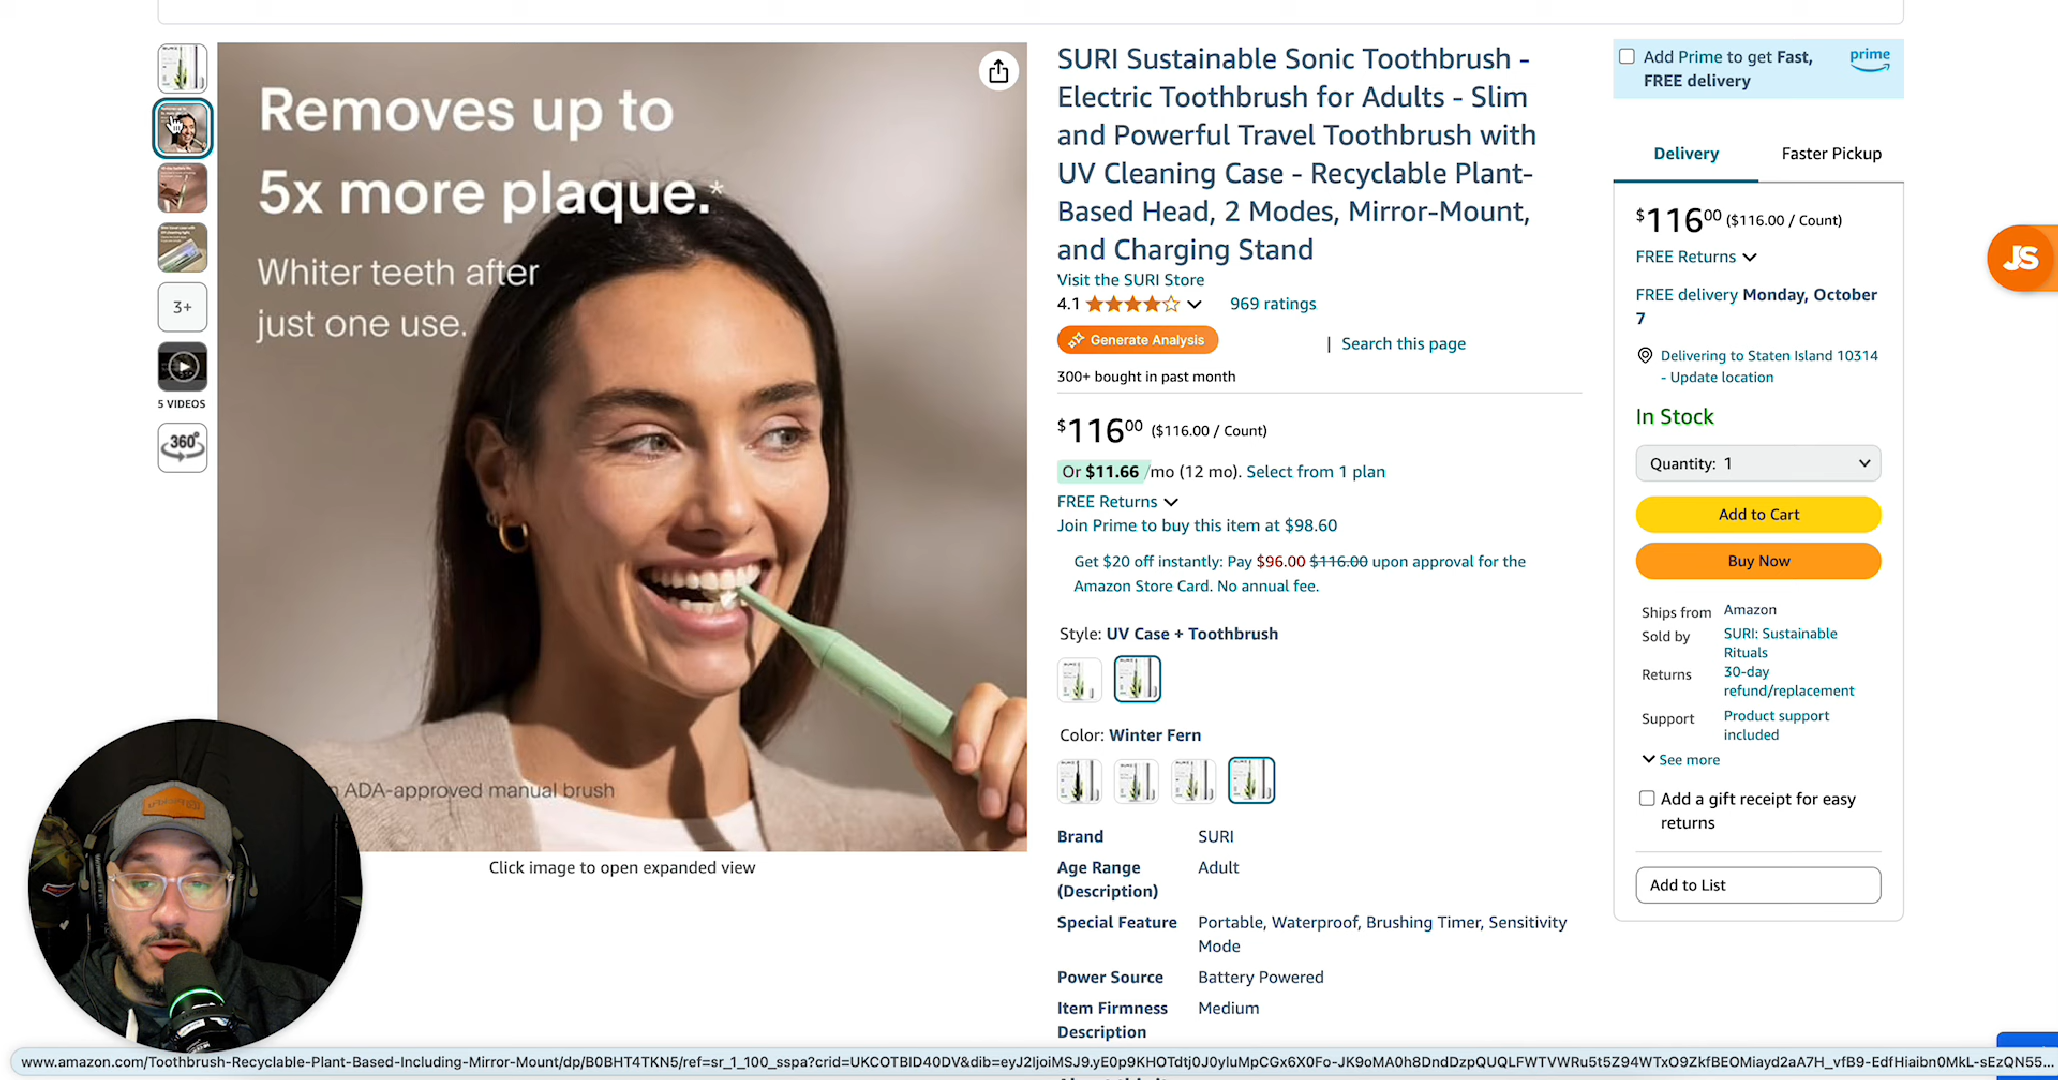 Removes up to
5x more plaque.*
Whiter teeth after
just one use.
ADA-approved manual brush
Click image to open expanded view
3+
5 VIDEOS
360°
SURI Sustainable Sonic Toothbrush -
Electric Toothbrush for Adults - Slim
and Powerful Travel Toothbrush with
UV Cleaning Case - Recyclable Plant-
Based Head, 2 Modes, Mirror-Mount,
and Charging Stand
Visit the SURI Store
4.1 969 ratings
Generate Analysis | Search this page
300+ bought in past month
$11600 ($116.00 / Count)
Or $11.66 /mo (12 mo). Select from 1 plan
FREE Returns
Join Prime to buy this item at $98.60
Get $20 off instantly: Pay $96.00 $116.00 upon approval for the
Amazon Store Card. No annual fee.
Style: UV Case + Toothbrush
Color: Winter Fern
Brand SURI
Age Range Adult
(Description)
Special Feature Portable, Waterproof, Brushing Timer, Sensitivity
Mode
Power Source Battery Powered
Item Firmness Medium
Description
Add Prime to get Fast,
FREE delivery
prime
Delivery Faster Pickup
$11600 ($116.00 / Count)
FREE Returns
FREE delivery Monday, October
7
Delivering to Staten Island 10314
- Update location
In Stock
Quantity: 1
Add to Cart
Buy Now
Ships from Amazon
Sold by SURI: Sustainable
Rituals
Returns 30-day
refund/replacement
Support Product support
included
See more
Add a gift receipt for easy
returns
Add to List
JS